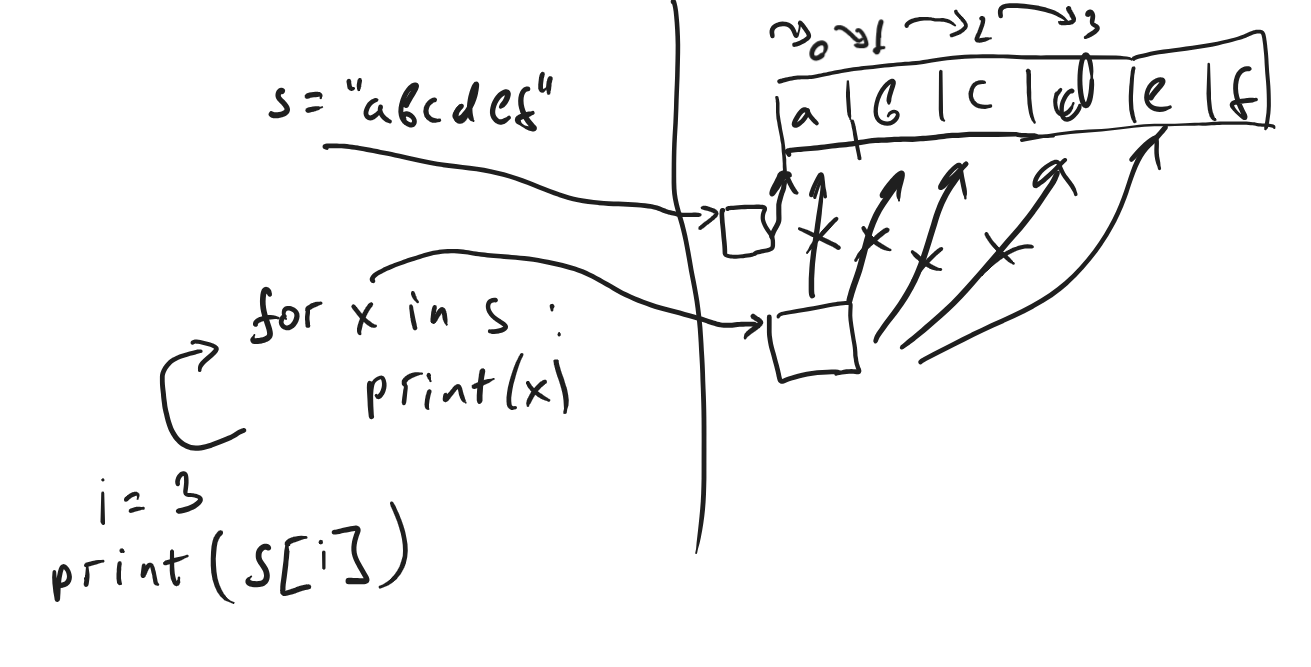 s = "abcdef"
for x in s :
print(x)
i = 3
print(s[i])
0 1 2 3
a | b | c | d | e | f